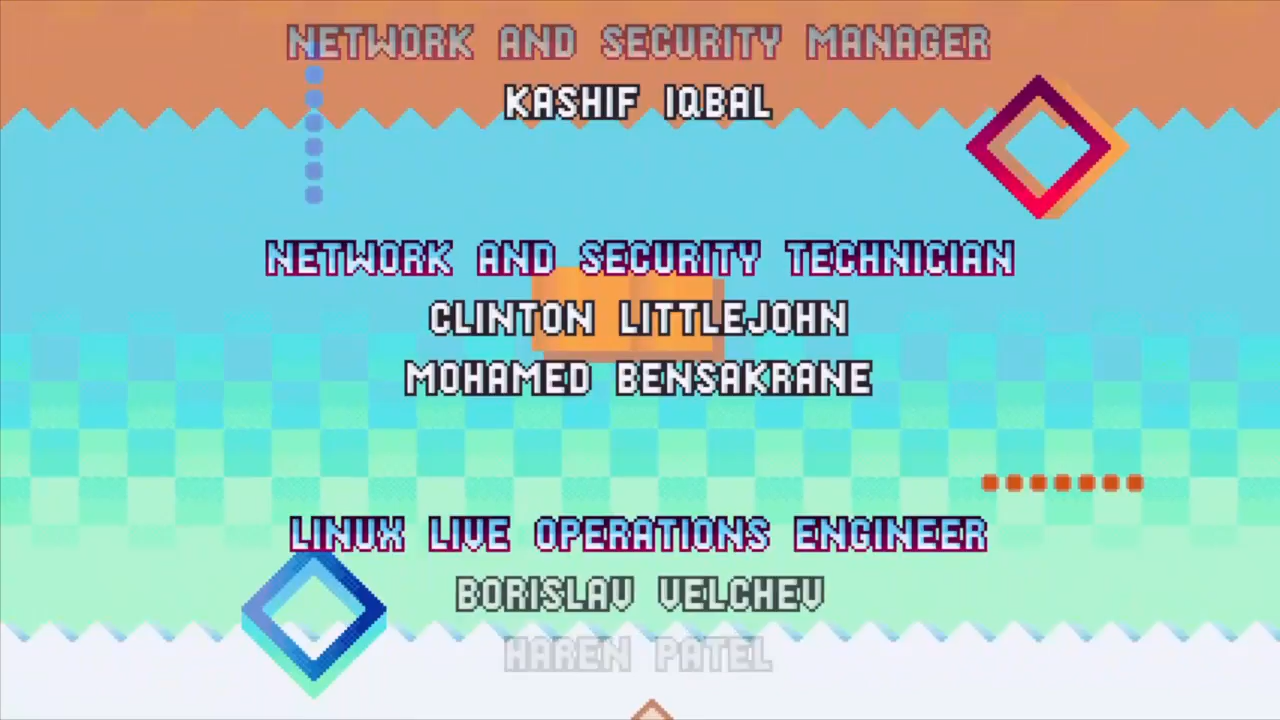 NETWORK AND SECURITY MANAGER
KASHIF IQBAL
NETWORK AND SECURITY TECHNICIAN
CLINTON LITTLEJOHN
MOHAMED BENSAKRANE
LINUX LIVE OPERATIONS ENGINEER
BORISLAV VELCHEV
HAREN PATEL